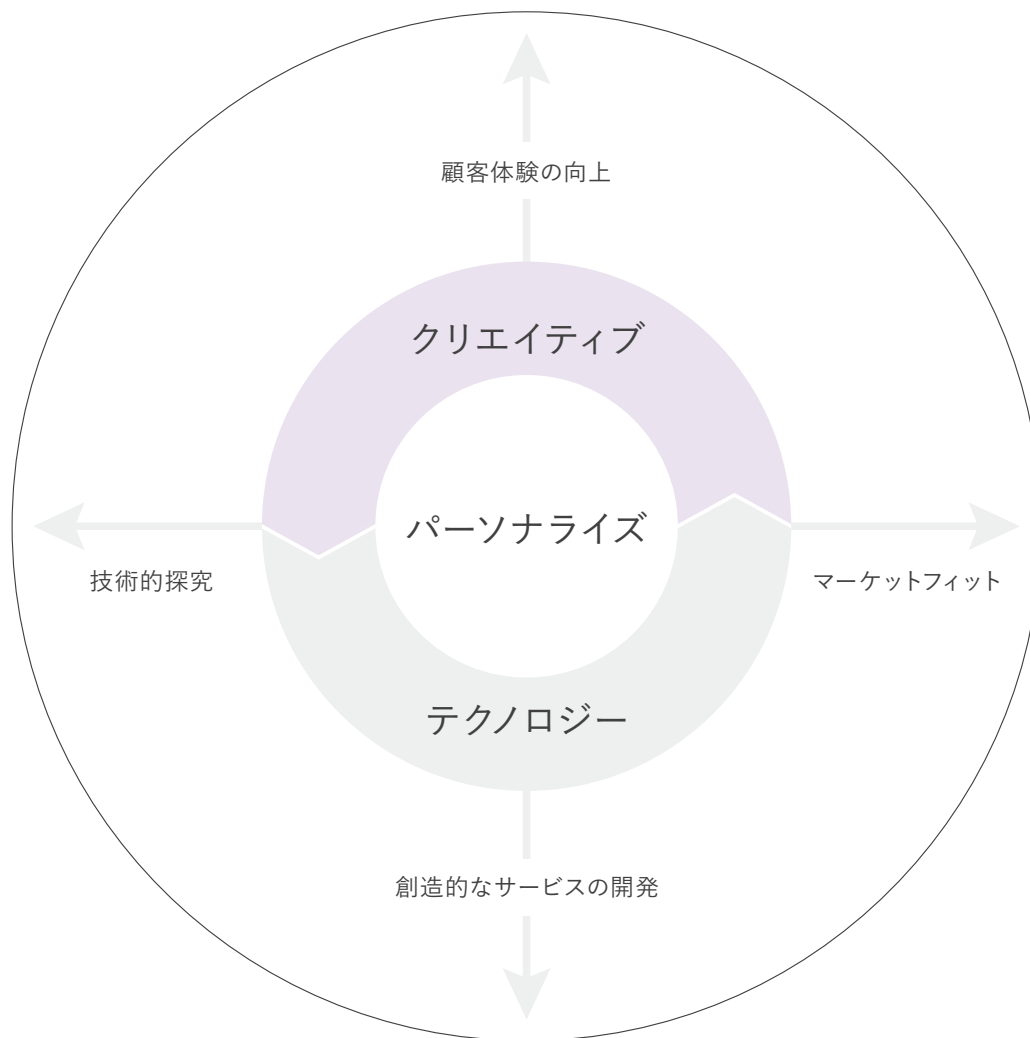 顧客体験の向上
クリエイティブ
パーソナライズ
技術的探究
マーケットフィット
テクノロジー
創造的なサービスの開発